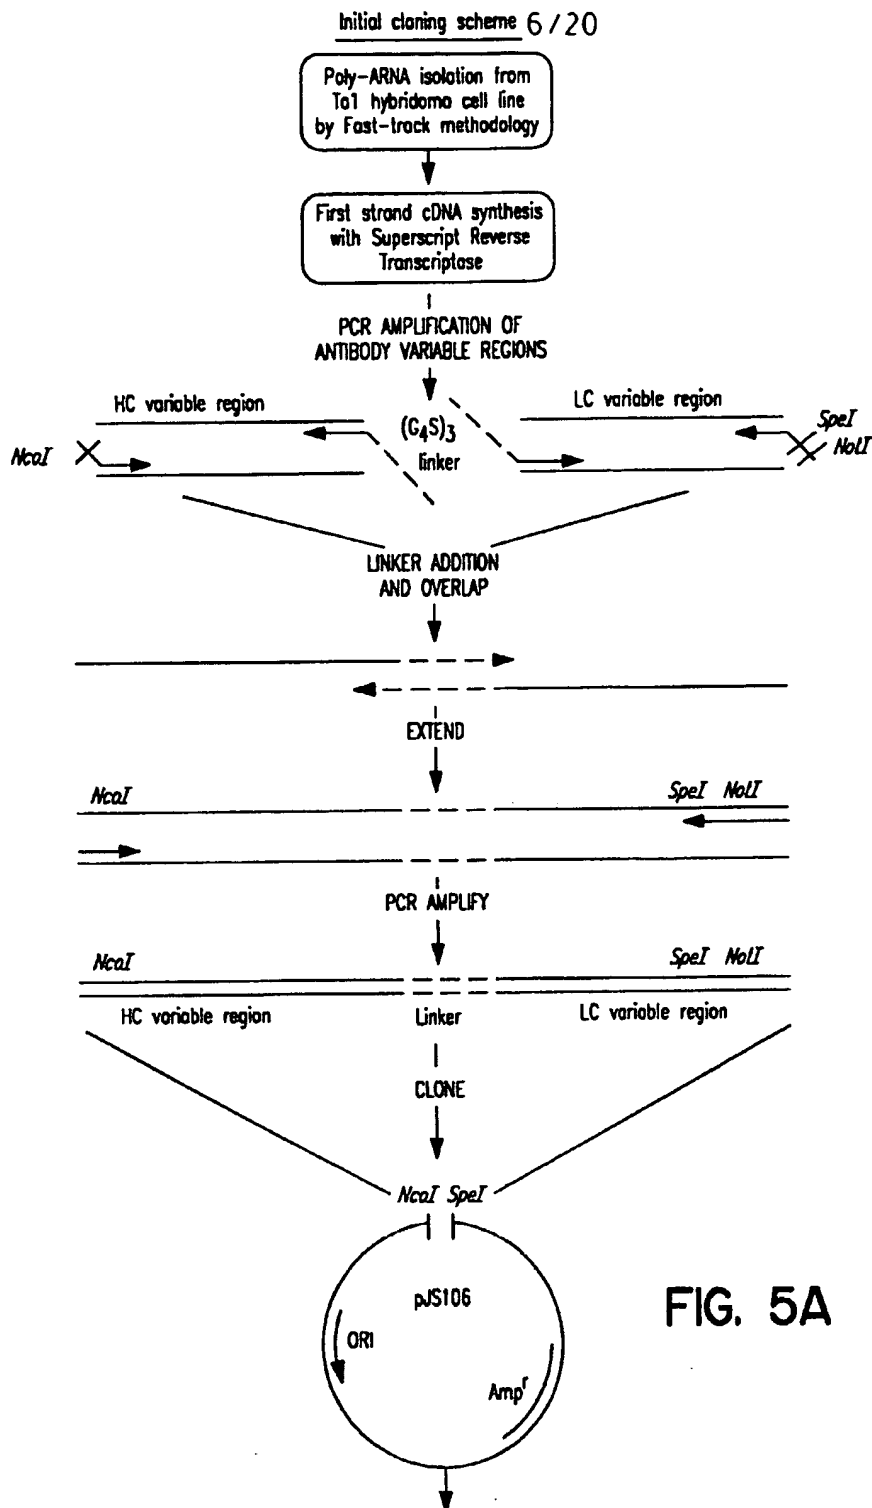 Initial cloning scheme 6/20
Poly-ARNA isolation from
Ta1 hybridoma cell line
by Fast-track methodology
First strand cDNA synthesis
with Superscript Reverse
Transcriptase
PCR AMPLIFICATION OF
ANTIBODY VARIABLE REGIONS
HC variable region
LC variable region
(G4S)3
linker
NcoI
SpeI
NotI
LINKER ADDITION
AND OVERLAP
EXTEND
NcoI
SpeI NotI
PCR AMPLIFY
NcoI
SpeI NotI
HC variable region
Linker
LC variable region
CLONE
NcoI SpeI
pJS106
ORI
Amp^r
FIG. 5A